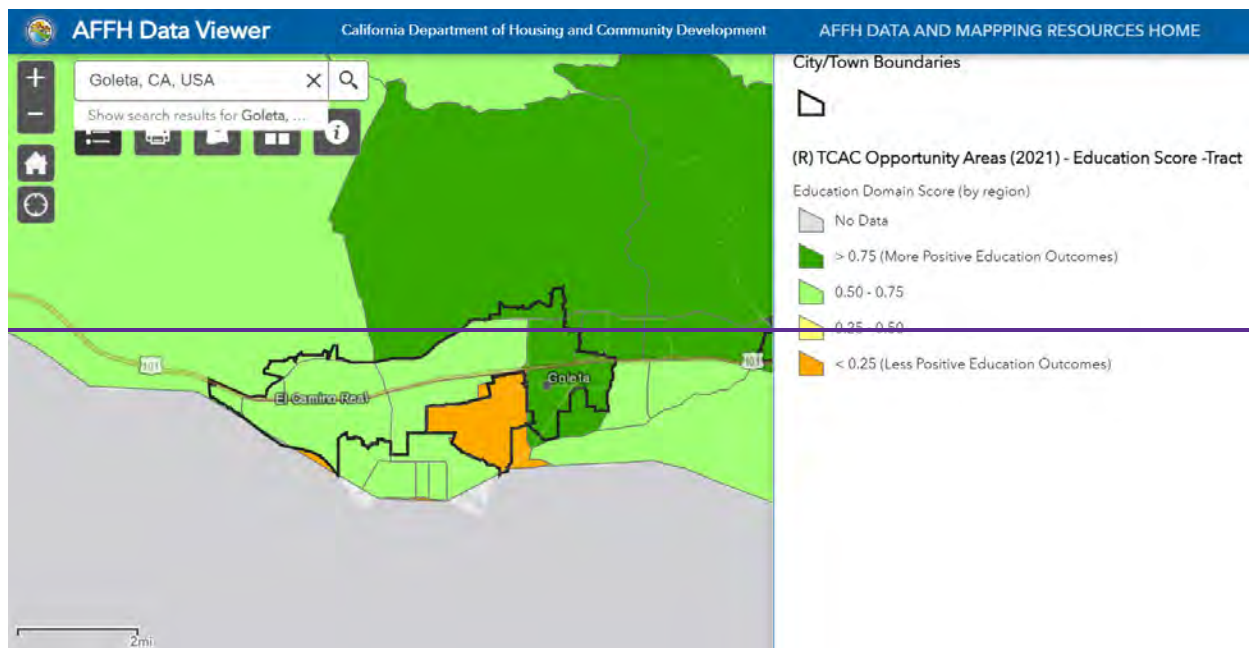 AFFH Data Viewer
California Department of Housing and Community Development
AFFH DATA AND MAPPPING RESOURCES HOME
+
Goleta, CA, USA
Show search results for Goleta, ...
−
i
101
El Camino Real
Goleta
101
2mi
City/Town Boundaries
(R) TCAC Opportunity Areas (2021) - Education Score -Tract
Education Domain Score (by region)
No Data
> 0.75 (More Positive Education Outcomes)
0.50 - 0.75
0.25 - 0.50
< 0.25 (Less Positive Education Outcomes)